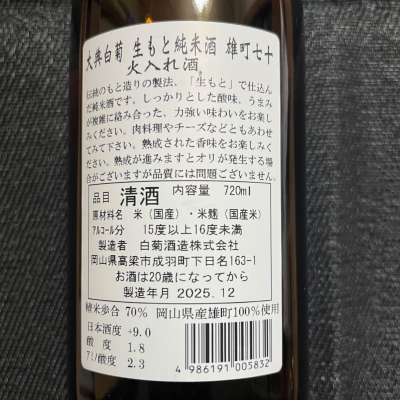 大典白菊 生もと純米酒 雄町七十
火入れ酒
伝統のもと造りの製法、「生もと」で仕込ん
だ純米酒です。しっかりとした酸味、うまみ
が複雑に絡み合った、力強い味わいをお楽し
みください。肉料理やチーズなどともあわせ
てみて下さい。熟成された香味をお楽しみく
ださい。熟成が進みますとオリが発生する場
合がございますが品質には問題ございません。
品目 清酒 内容量 720ml
原材料名 米(国産)・米麹(国産米)
アルコール分 15度以上16度未満
製造者 白菊酒造株式会社
岡山県高梁市成羽町下日名163-1
お酒は20歳になってから
製造年月 2025.12
精米歩合 70% 岡山県産雄町100%使用
日本酒度 +9.0
酸度 1.8
アミノ酸度 2.3
4 986191 005832